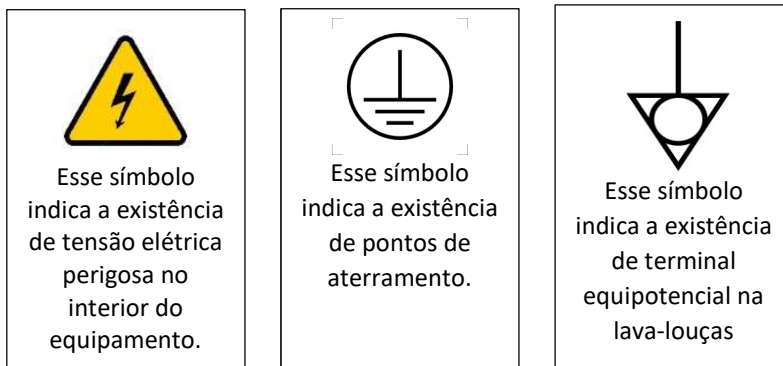 Esse símbolo
indica a existência
de tensão elétrica
perigosa no
interior do
equipamento.
Esse símbolo
indica a existência
de pontos de
aterramento.
Esse símbolo
indica a existência
de terminal
equipotencial na
lava-louças